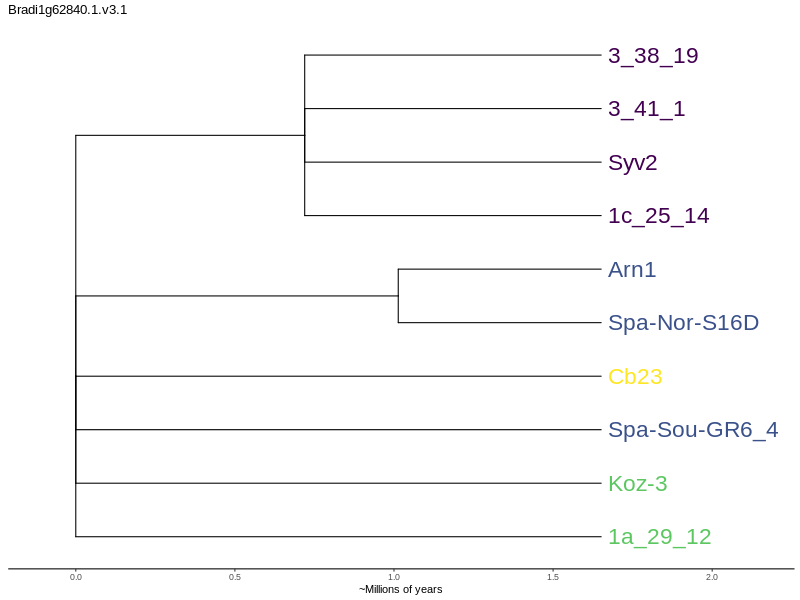 Bradi1g62840.1.v3.1
3_38_19
3_41_1
Syv2
1c_25_14
Arn1
Spa-Nor-S16D
Cb23
Spa-Sou-GR6_4
Koz-3
1a_29_12
0.0 0.5 1.0 1.5 2.0
~Millions of years